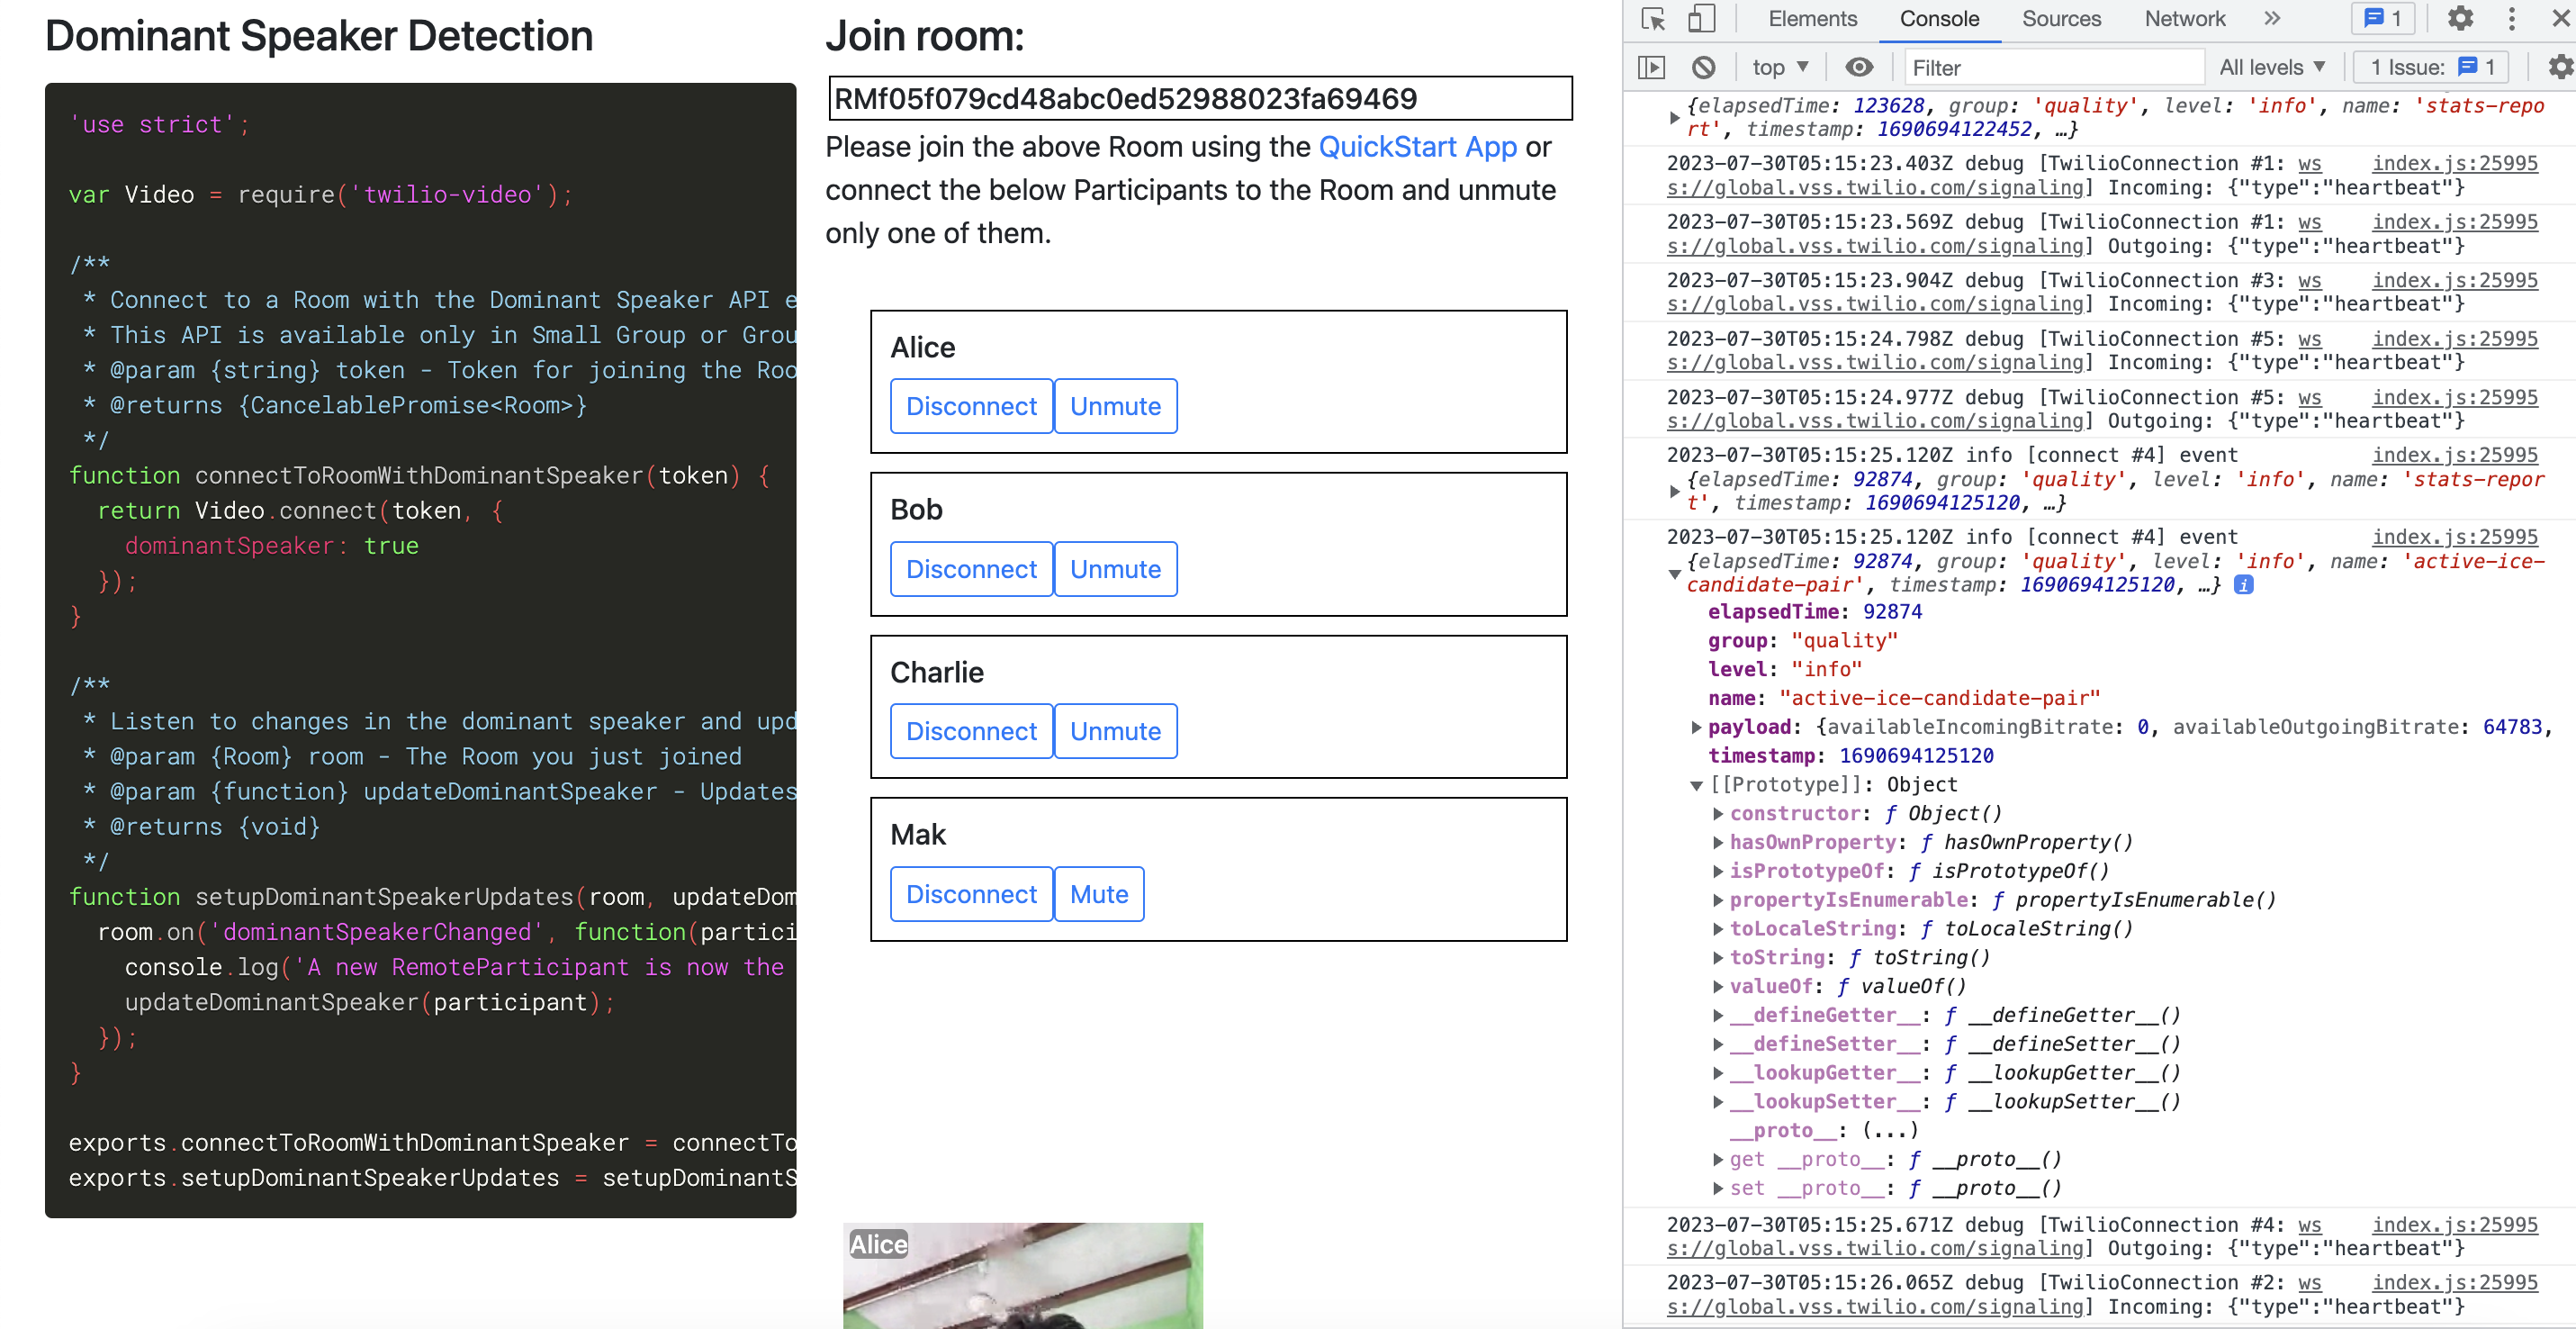 Dominant Speaker Detection
'use strict';
var Video = require('twilio-video');
/**
* Connect to a Room with the Dominant Speaker API e
* This API is available only in Small Group or Grou
* @param {string} token - Token for joining the Roo
* @returns {CancelablePromise<Room>}
*/
function connectToRoomWithDominantSpeaker(token) {
return Video.connect(token, {
dominantSpeaker: true
});
}
/**
* Listen to changes in the dominant speaker and upd
* @param {Room} room - The Room you just joined
* @param {function} updateDominantSpeaker - Updates
* @returns {void}
*/
function setupDominantSpeakerUpdates(room, updateDom
room.on('dominantSpeakerChanged', function(partici
console.log('A new RemoteParticipant is now the
updateDominantSpeaker(participant);
});
}
exports.connectToRoomWithDominantSpeaker = connectTo
exports.setupDominantSpeakerUpdates = setupDominantS
Join room:
RMf05f079cd48abc0ed52988023fa69469
Please join the above Room using the QuickStart App or
connect the below Participants to the Room and unmute
only one of them.
Alice
Disconnect Unmute
Bob
Disconnect Unmute
Charlie
Disconnect Unmute
Mak
Disconnect Mute
Alice
Elements Console Sources Network » 1
top Filter All levels 1 Issue: 1
{elapsedTime: 123628, group: 'quality', level: 'info', name: 'stats-repo
rt', timestamp: 1690694122452, …}
2023-07-30T05:15:23.403Z debug [TwilioConnection #1: ws index.js:25995
s://global.vss.twilio.com/signaling] Incoming: {"type":"heartbeat"}
2023-07-30T05:15:23.569Z debug [TwilioConnection #1: ws index.js:25995
s://global.vss.twilio.com/signaling] Outgoing: {"type":"heartbeat"}
2023-07-30T05:15:23.904Z debug [TwilioConnection #3: ws index.js:25995
s://global.vss.twilio.com/signaling] Incoming: {"type":"heartbeat"}
2023-07-30T05:15:24.798Z debug [TwilioConnection #5: ws index.js:25995
s://global.vss.twilio.com/signaling] Incoming: {"type":"heartbeat"}
2023-07-30T05:15:24.977Z debug [TwilioConnection #5: ws index.js:25995
s://global.vss.twilio.com/signaling] Outgoing: {"type":"heartbeat"}
2023-07-30T05:15:25.120Z info [connect #4] event index.js:25995
{elapsedTime: 92874, group: 'quality', level: 'info', name: 'stats-repor
t', timestamp: 1690694125120, …}
2023-07-30T05:15:25.120Z info [connect #4] event index.js:25995
{elapsedTime: 92874, group: 'quality', level: 'info', name: 'active-ice-
candidate-pair', timestamp: 1690694125120, …} i
elapsedTime: 92874
group: "quality"
level: "info"
name: "active-ice-candidate-pair"
payload: {availableIncomingBitrate: 0, availableOutgoingBitrate: 64783,
timestamp: 1690694125120
[[Prototype]]: Object
constructor: ƒ Object()
hasOwnProperty: ƒ hasOwnProperty()
isPrototypeOf: ƒ isPrototypeOf()
propertyIsEnumerable: ƒ propertyIsEnumerable()
toLocaleString: ƒ toLocaleString()
toString: ƒ toString()
valueOf: ƒ valueOf()
__defineGetter__: ƒ __defineGetter__()
__defineSetter__: ƒ __defineSetter__()
__lookupGetter__: ƒ __lookupGetter__()
__lookupSetter__: ƒ __lookupSetter__()
__proto__: (...)
get __proto__: ƒ __proto__()
set __proto__: ƒ __proto__()
2023-07-30T05:15:25.671Z debug [TwilioConnection #4: ws index.js:25995
s://global.vss.twilio.com/signaling] Outgoing: {"type":"heartbeat"}
2023-07-30T05:15:26.065Z debug [TwilioConnection #2: ws index.js:25995
s://global.vss.twilio.com/signaling] Incoming: {"type":"heartbeat"}